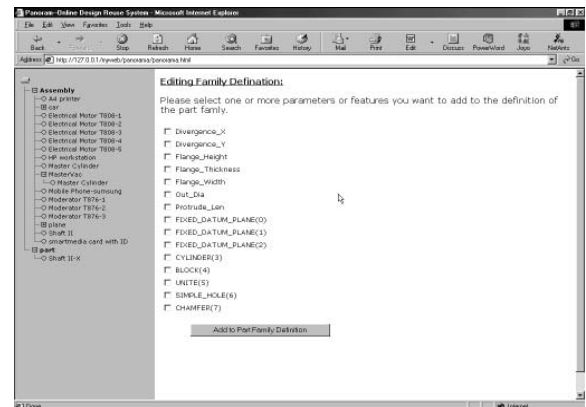 Panoram-Online Design Reuse System - Microsoft Internet Explorer
File Edit View Favorites Tools Help
Back Forward Stop Refresh Home Search Favorites History Mail Print Edit Discuss PowerWord Joyo NetAnts
Address http://127.0.0.1/myweb/panorama/panorama.html Go
Assembly
A4 printer
car
Electrical Motor T808-1
Electrical Motor T808-2
Electrical Motor T808-3
Electrical Motor T808-4
Electrical Motor T808-5
HP workstation
Master Cylinder
MasterVac
Master Cylinder
Mobile Phone-sumsung
Moderator T876-1
Moderator T876-2
Moderator T876-3
plane
Shaft II
smartmedia card with ID
part
Shaft II-X
Editing Family Defination:
Please select one or more parameters or features you want to add to the definition of
the part family.
Divergence_X
Divergence_Y
Flange_Height
Flange_Thickness
Flange_Width
Out_Dia
Protrude_Len
FIXED_DATUM_PLANE(0)
FIXED_DATUM_PLANE(1)
FIXED_DATUM_PLANE(2)
CYLINDER(3)
BLOCK(4)
UNITE(5)
SIMPLE_HOLE(6)
CHAMFER(7)
Add to Part Family Definition
Done Internet